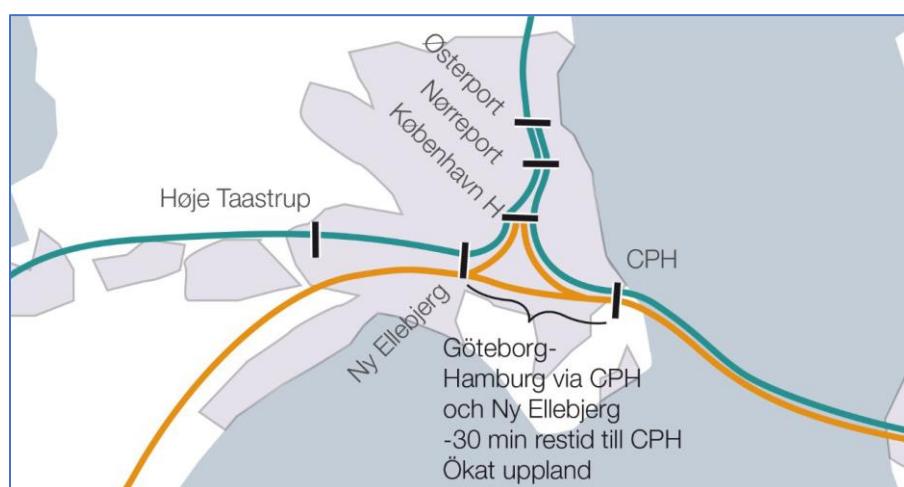 Østerport
Nørreport
København H
Høje Taastrup
CPH
Ny Ellebjerg
Göteborg-
Hamburg via CPH
och Ny Ellebjerg
-30 min restid till CPH
Ökat uppland